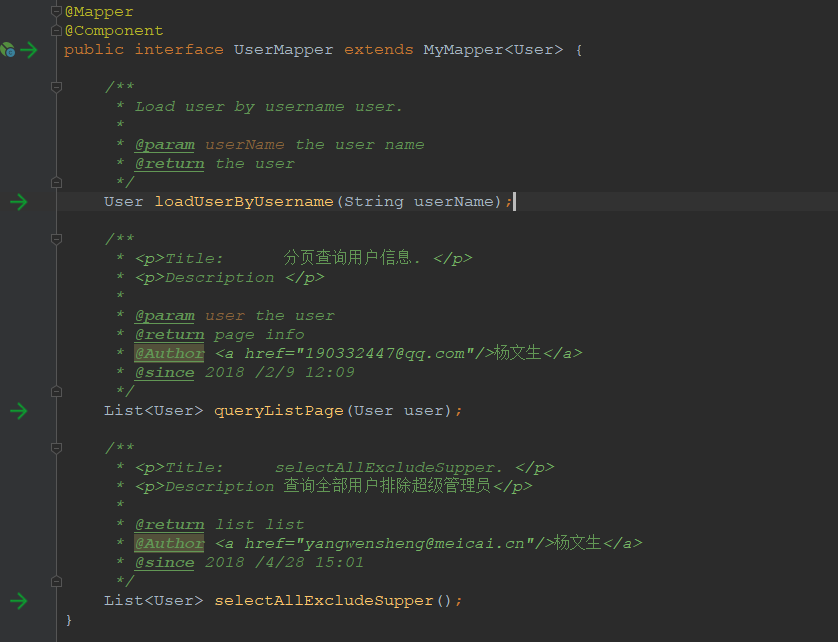 @Mapper
@Component
public interface UserMapper extends MyMapper<User> {
/**
* Load user by username user.
*
* @param userName the user name
* @return the user
*/
User loadUserByUsername(String userName);
/**
* <p>Title: 分页查询用户信息. </p>
* <p>Description </p>
*
* @param user the user
* @return page info
* @Author <a href="190332447@qq.com"/>杨文生</a>
* @since 2018 /2/9 12:09
*/
List<User> queryListPage(User user);
/**
* <p>Title: selectAllExcludeSupper. </p>
* <p>Description 查询全部用户排除超级管理员</p>
*
* @return list list
* @Author <a href="yangwensheng@meicai.cn"/>杨文生</a>
* @since 2018 /4/28 15:01
*/
List<User> selectAllExcludeSupper();
}